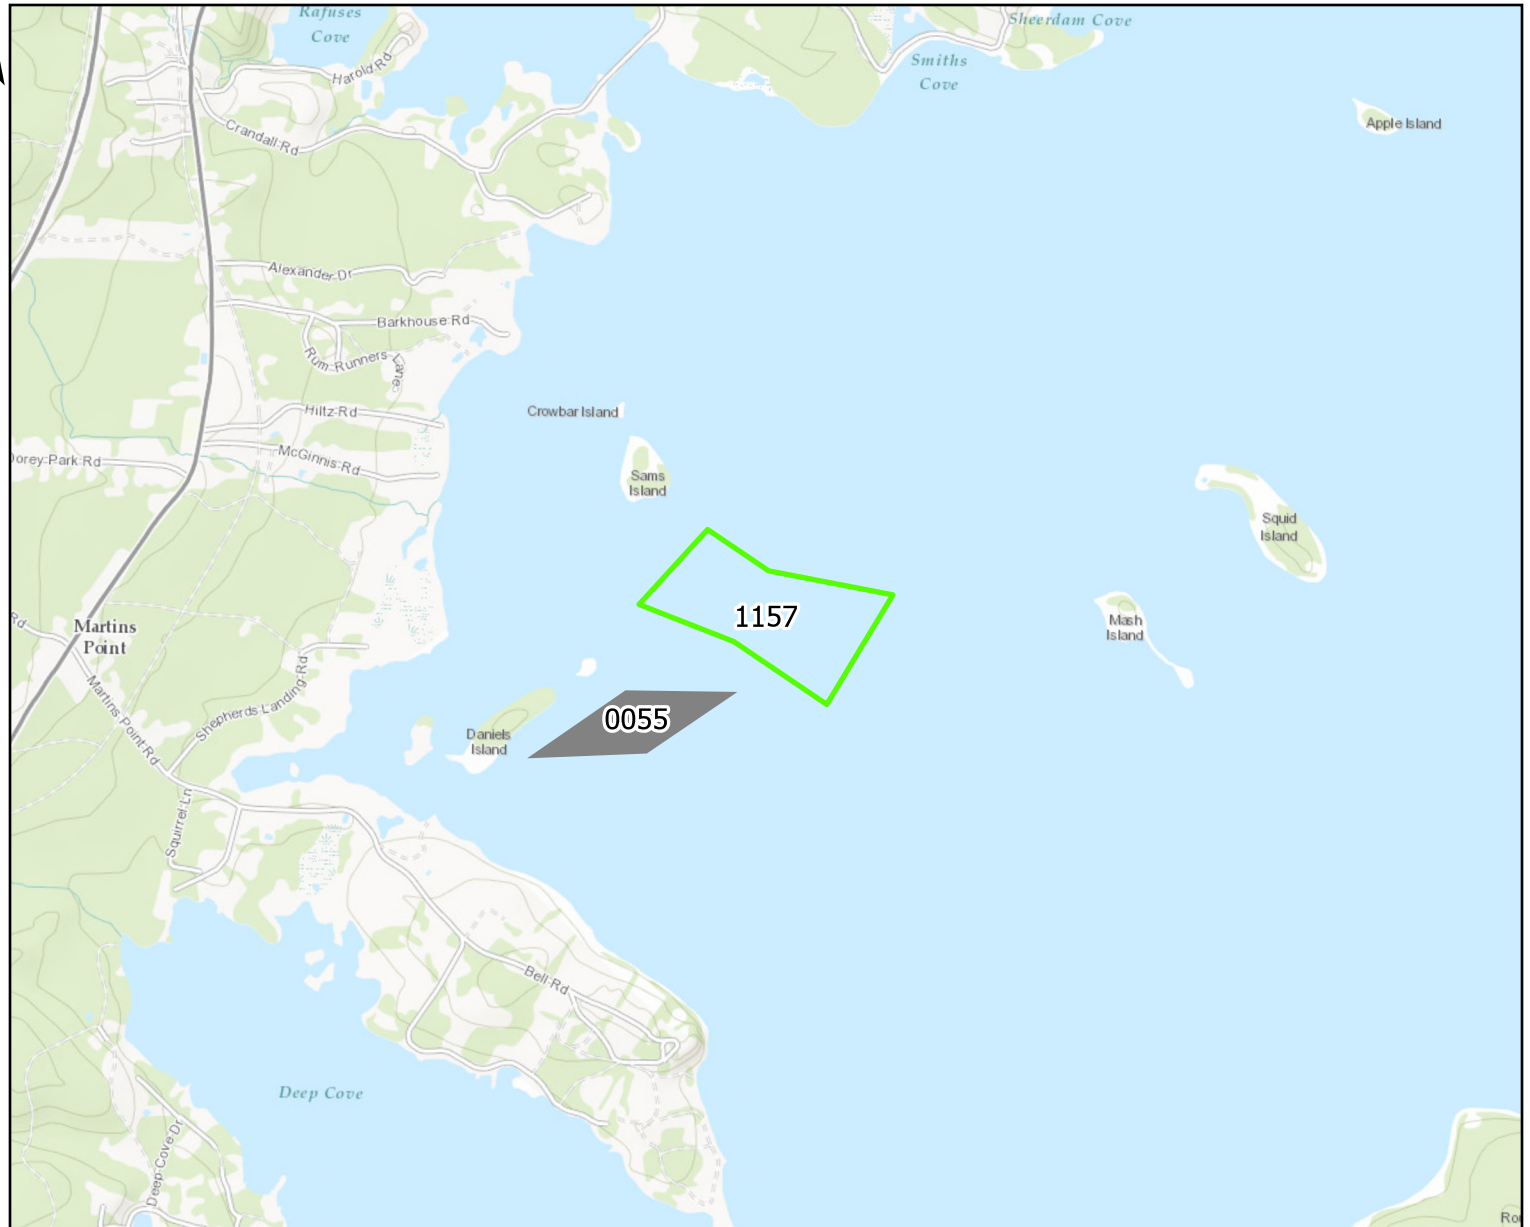 Rafuses
Cove
Sheerdam Cove
Smiths
Cove
Harold Rd
Apple Island
Crandall Rd
Alexander Dr
Barkhouse Rd
Rum Runners Lane
Crowbar Island
Hiltz Rd
McGinnis Rd
Dorey Park Rd
Sams
Island
Squid
Island
1157
Rd
Martins
Point
Mash
Island
Shepherds Landing Rd
Martins Point Rd
0055
Daniels
Island
Squirrel Ln
Bell Rd
Deep Cove
Deep Cove Dr